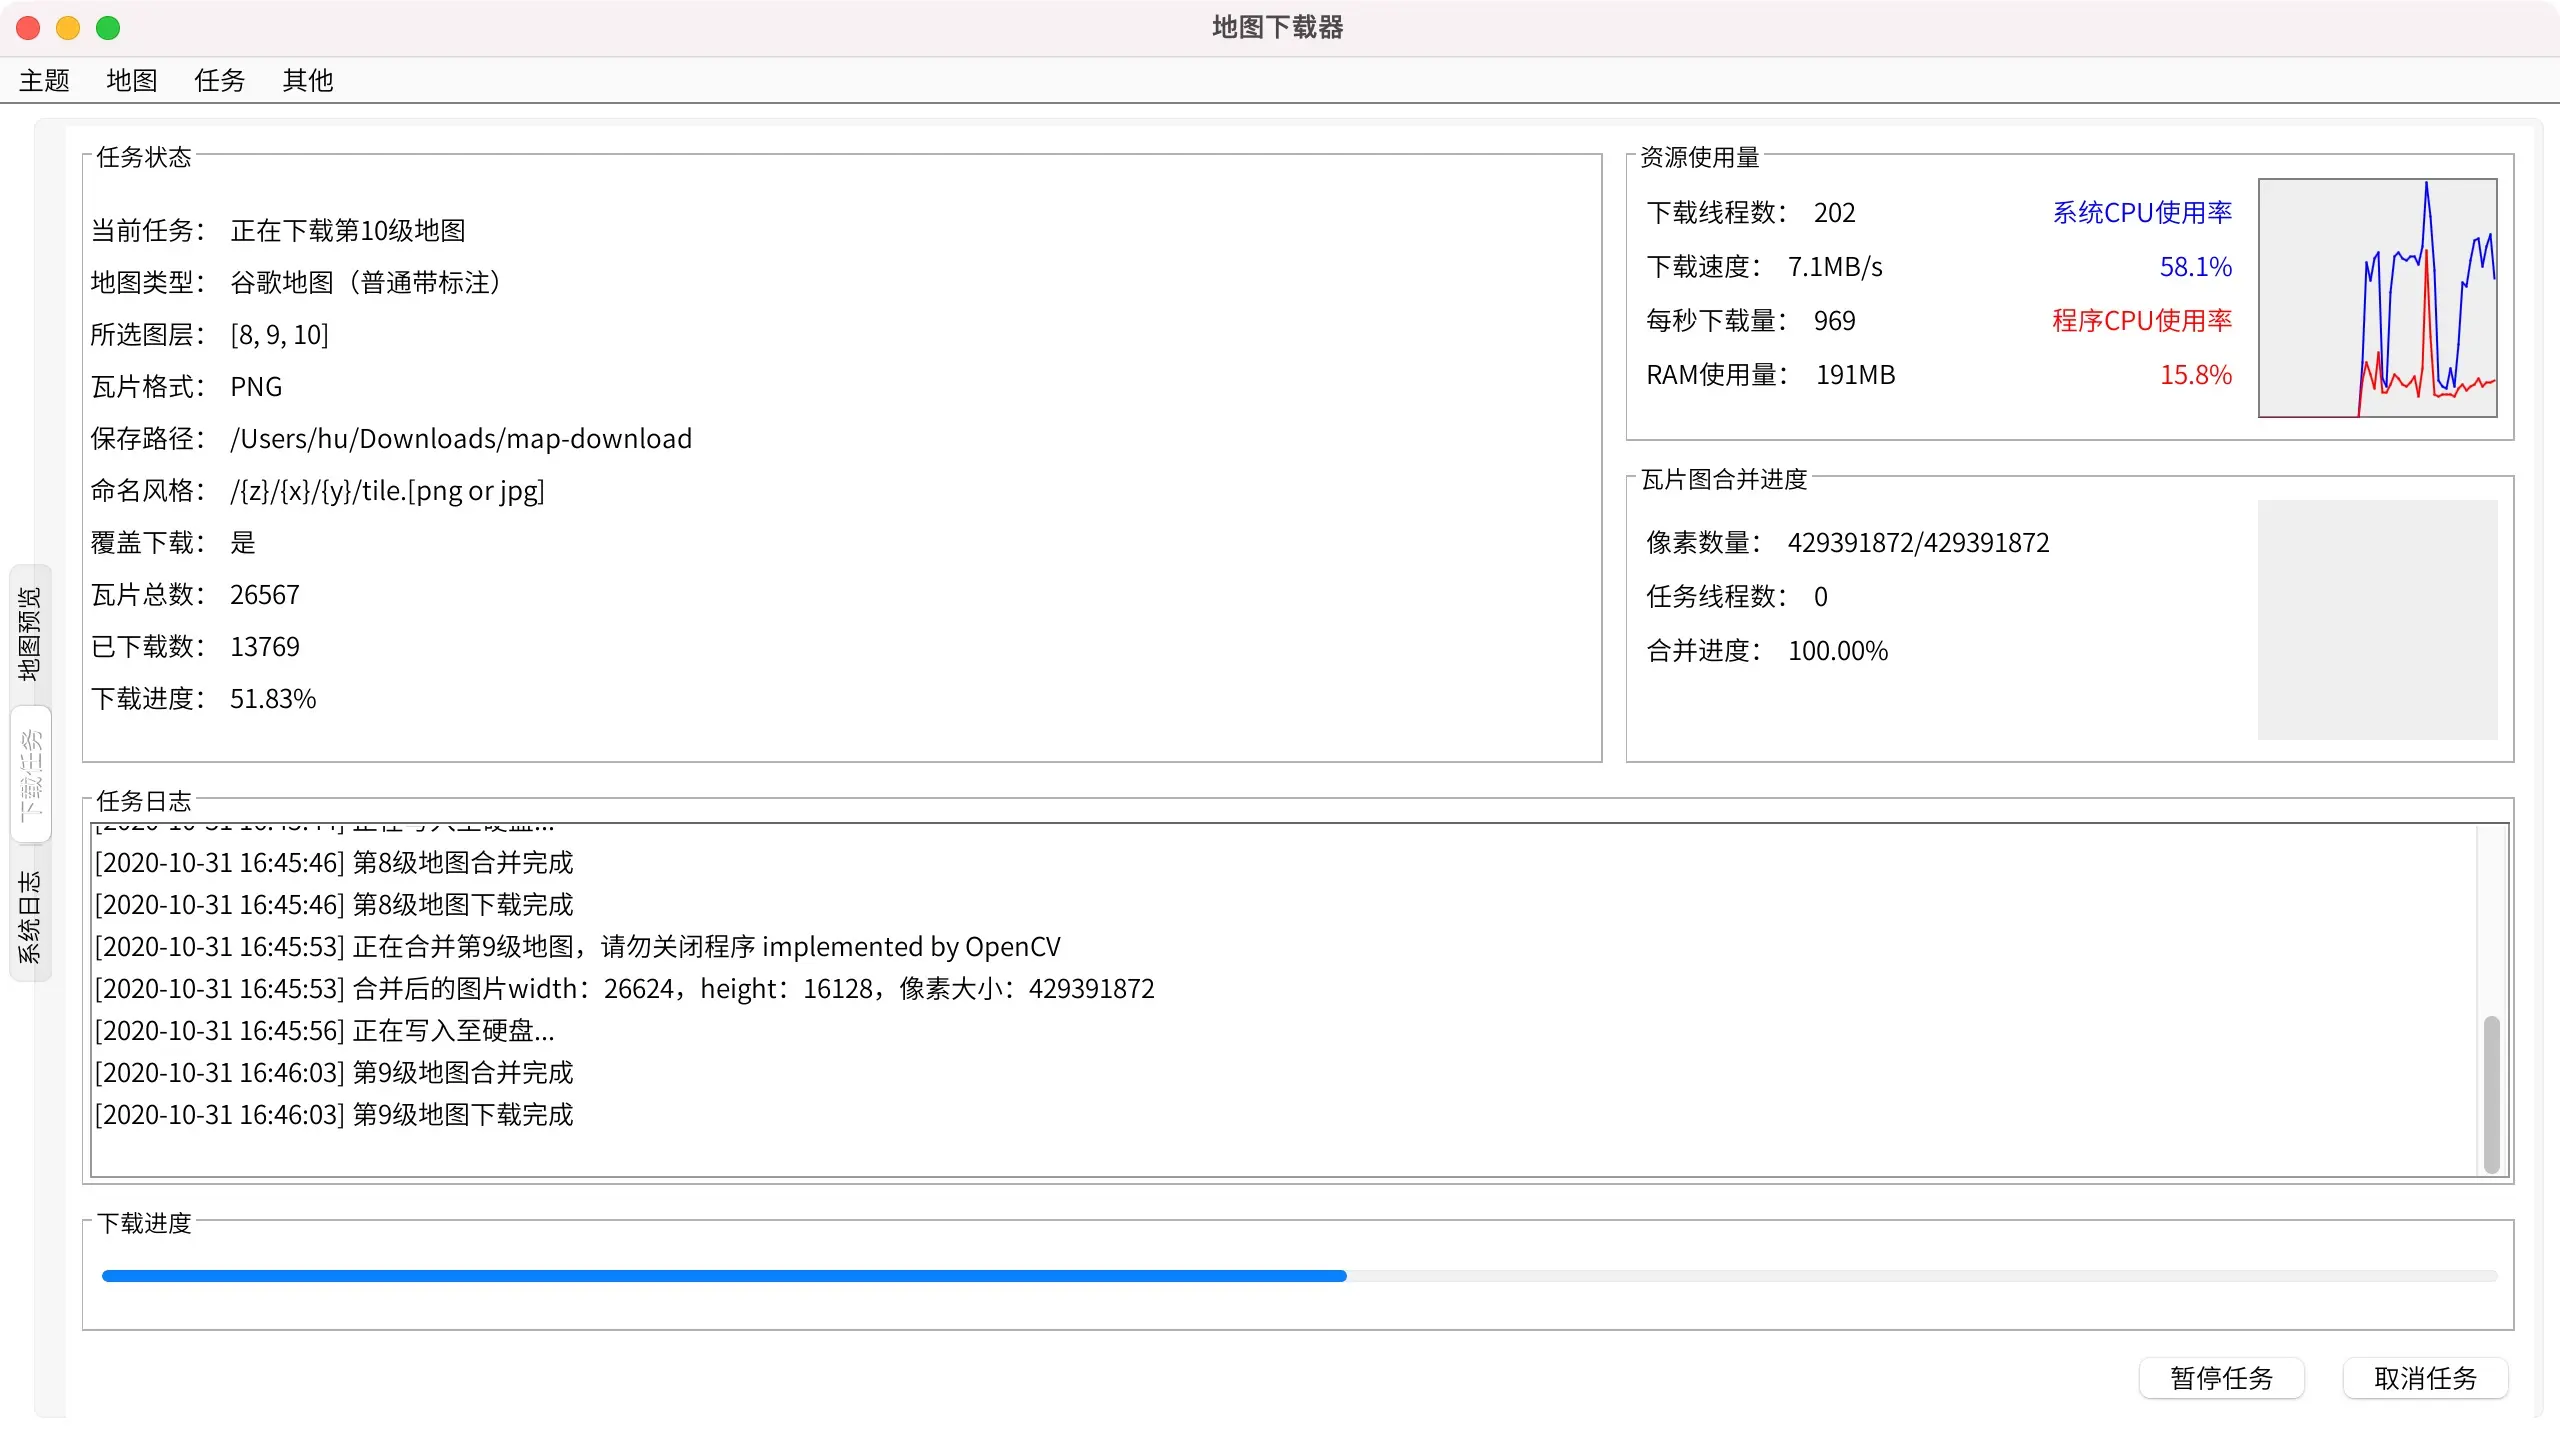 地图下载器
主题 地图 任务 其他
地图预览
下载任务
系统日志
任务状态
当前任务： 正在下载第10级地图
地图类型： 谷歌地图（普通带标注）
所选图层： [8, 9, 10]
瓦片格式： PNG
保存路径： /Users/hu/Downloads/map-download
命名风格： /{z}/{x}/{y}/tile.[png or jpg]
覆盖下载： 是
瓦片总数： 26567
已下载数： 13769
下载进度： 51.83%
资源使用量
下载线程数： 202
下载速度： 7.1MB/s
每秒下载量： 969
RAM使用量： 191MB
系统CPU使用率
58.1%
程序CPU使用率
15.8%
瓦片图合并进度
像素数量： 429391872/429391872
任务线程数： 0
合并进度： 100.00%
任务日志
[2020-10-31 16:45:46] 第8级地图合并完成
[2020-10-31 16:45:46] 第8级地图下载完成
[2020-10-31 16:45:53] 正在合并第9级地图，请勿关闭程序 implemented by OpenCV
[2020-10-31 16:45:53] 合并后的图片width：26624，height：16128，像素大小：429391872
[2020-10-31 16:45:56] 正在写入至硬盘...
[2020-10-31 16:46:03] 第9级地图合并完成
[2020-10-31 16:46:03] 第9级地图下载完成
下载进度
暂停任务 取消任务